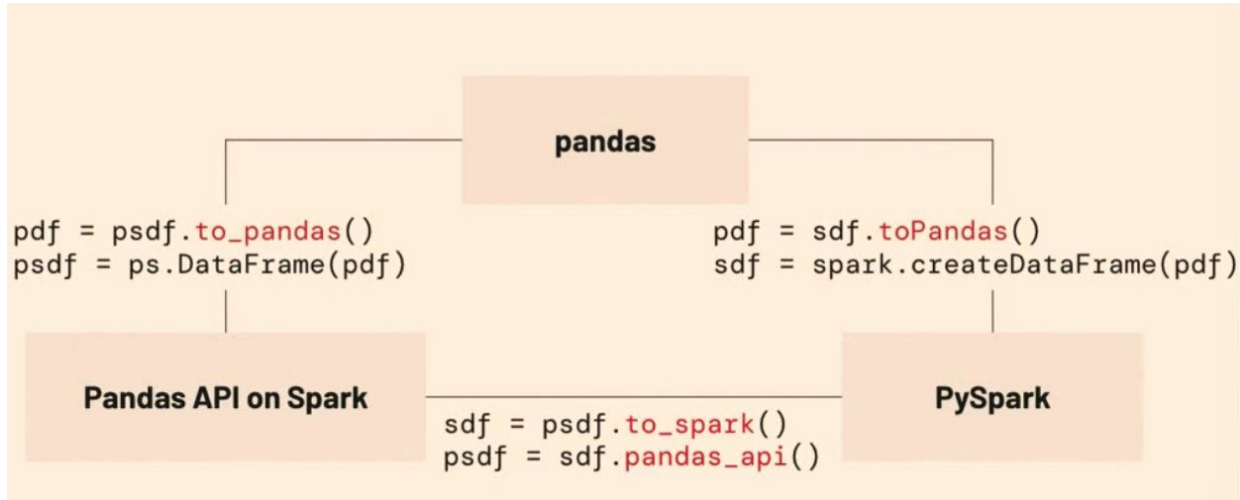 pandas
pdf = psdf.to_pandas()
psdf = ps.DataFrame(pdf)
pdf = sdf.toPandas()
sdf = spark.createDataFrame(pdf)
Pandas API on Spark
PySpark
sdf = psdf.to_spark()
psdf = sdf.pandas_api()